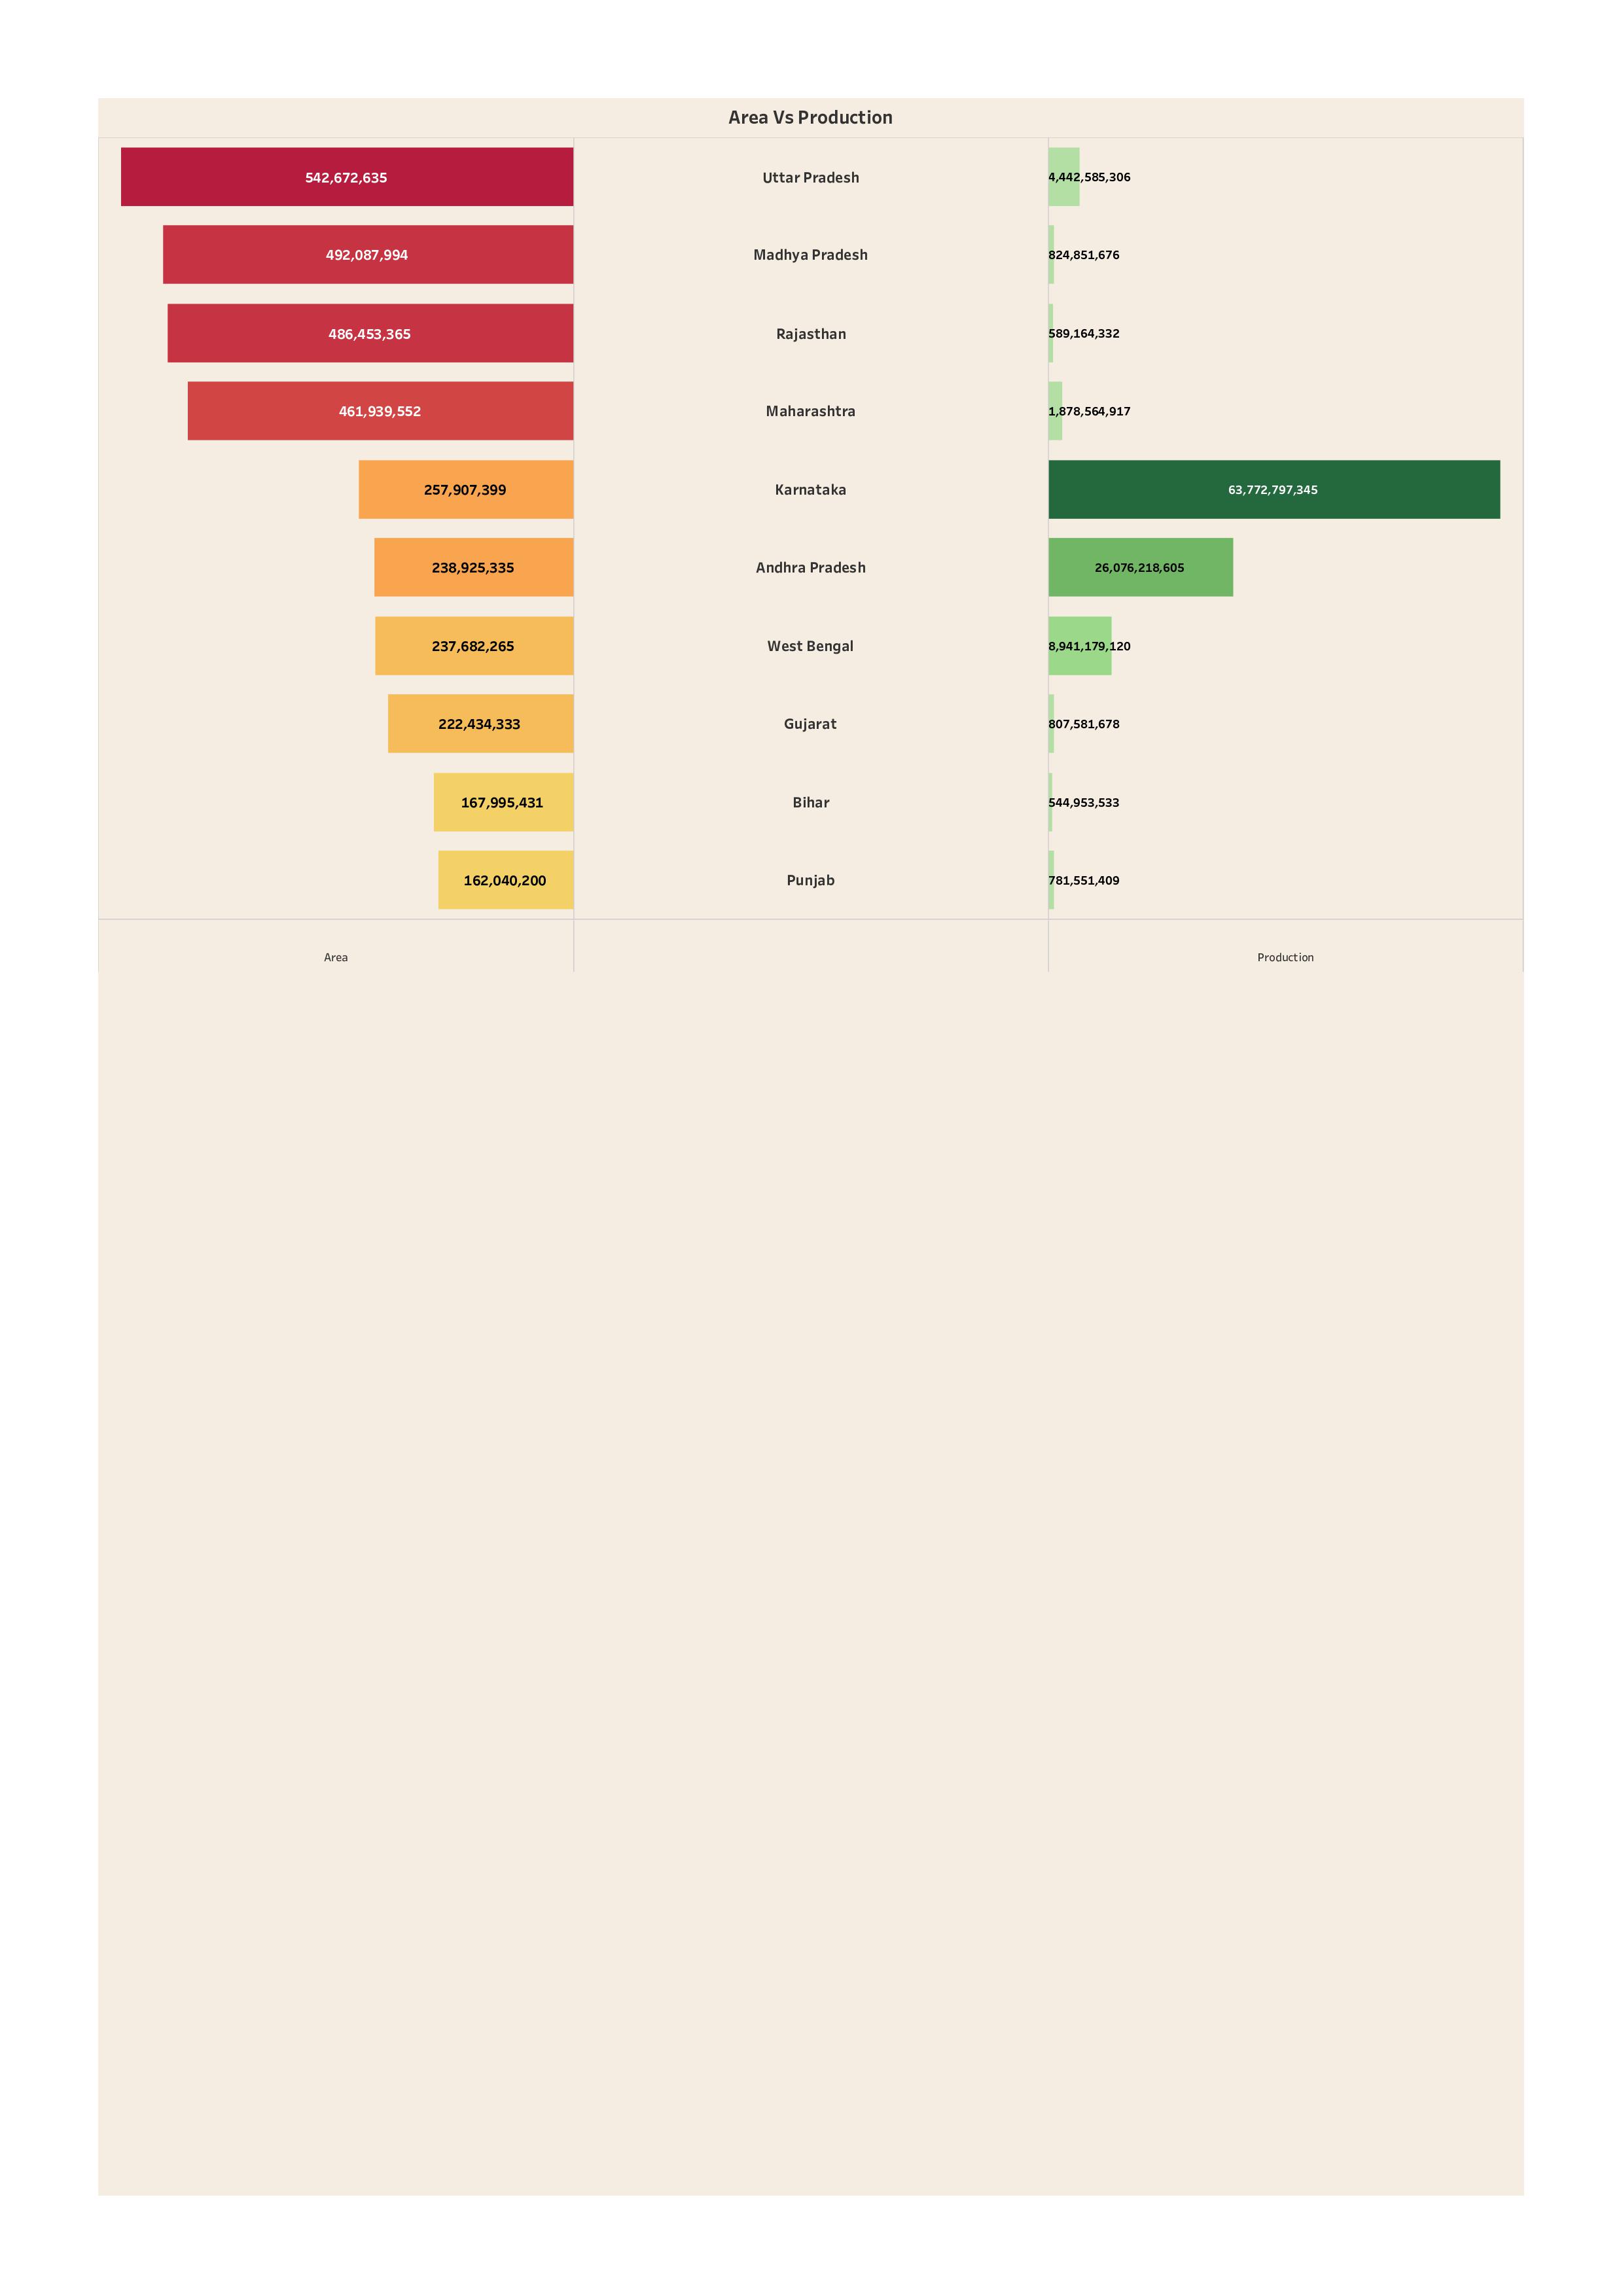 Area Vs Production
542,672,635 Uttar Pradesh 4,442,585,306
492,087,994 Madhya Pradesh 824,851,676
486,453,365 Rajasthan 589,164,332
461,939,552 Maharashtra 1,878,564,917
257,907,399 Karnataka 63,772,797,345
238,925,335 Andhra Pradesh 26,076,218,605
237,682,265 West Bengal 8,941,179,120
222,434,333 Gujarat 807,581,678
167,995,431 Bihar 544,953,533
162,040,200 Punjab 781,551,409
Area Production